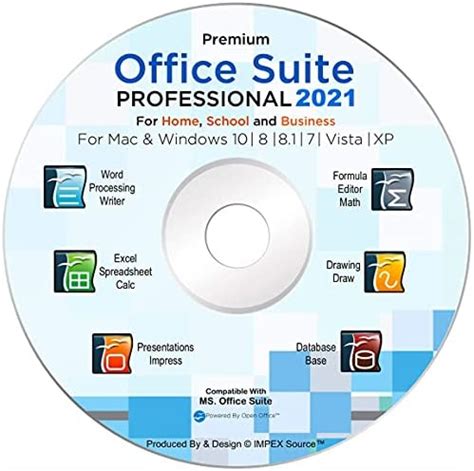 Premium
Office Suite
PROFESSIONAL 2021
For Home, School and Business
For Mac & Windows 10| 8 |8.1|7| Vista |XP
Word
Processing
Writer
Formula
Editor
Math
Excel
Spreadsheet
Calc
Drawing
Draw
Presentations
Impress
Database
Base
Compatible With
MS. Office Suite
Powered By Open Office™
Produced By & Design © IMPEX Source™